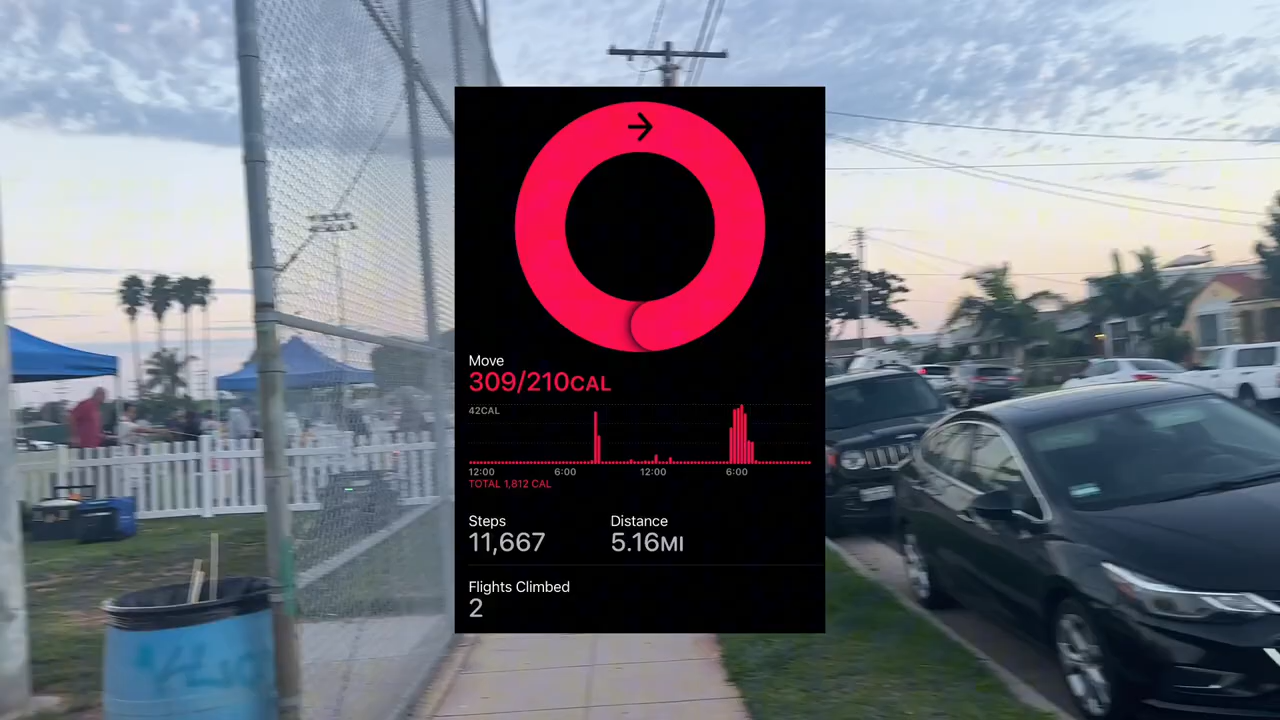 Move
309/210CAL
42CAL
12:00 6:00 12:00 6:00
TOTAL 1,812 CAL
Steps Distance
11,667 5.16MI
Flights Climbed
2